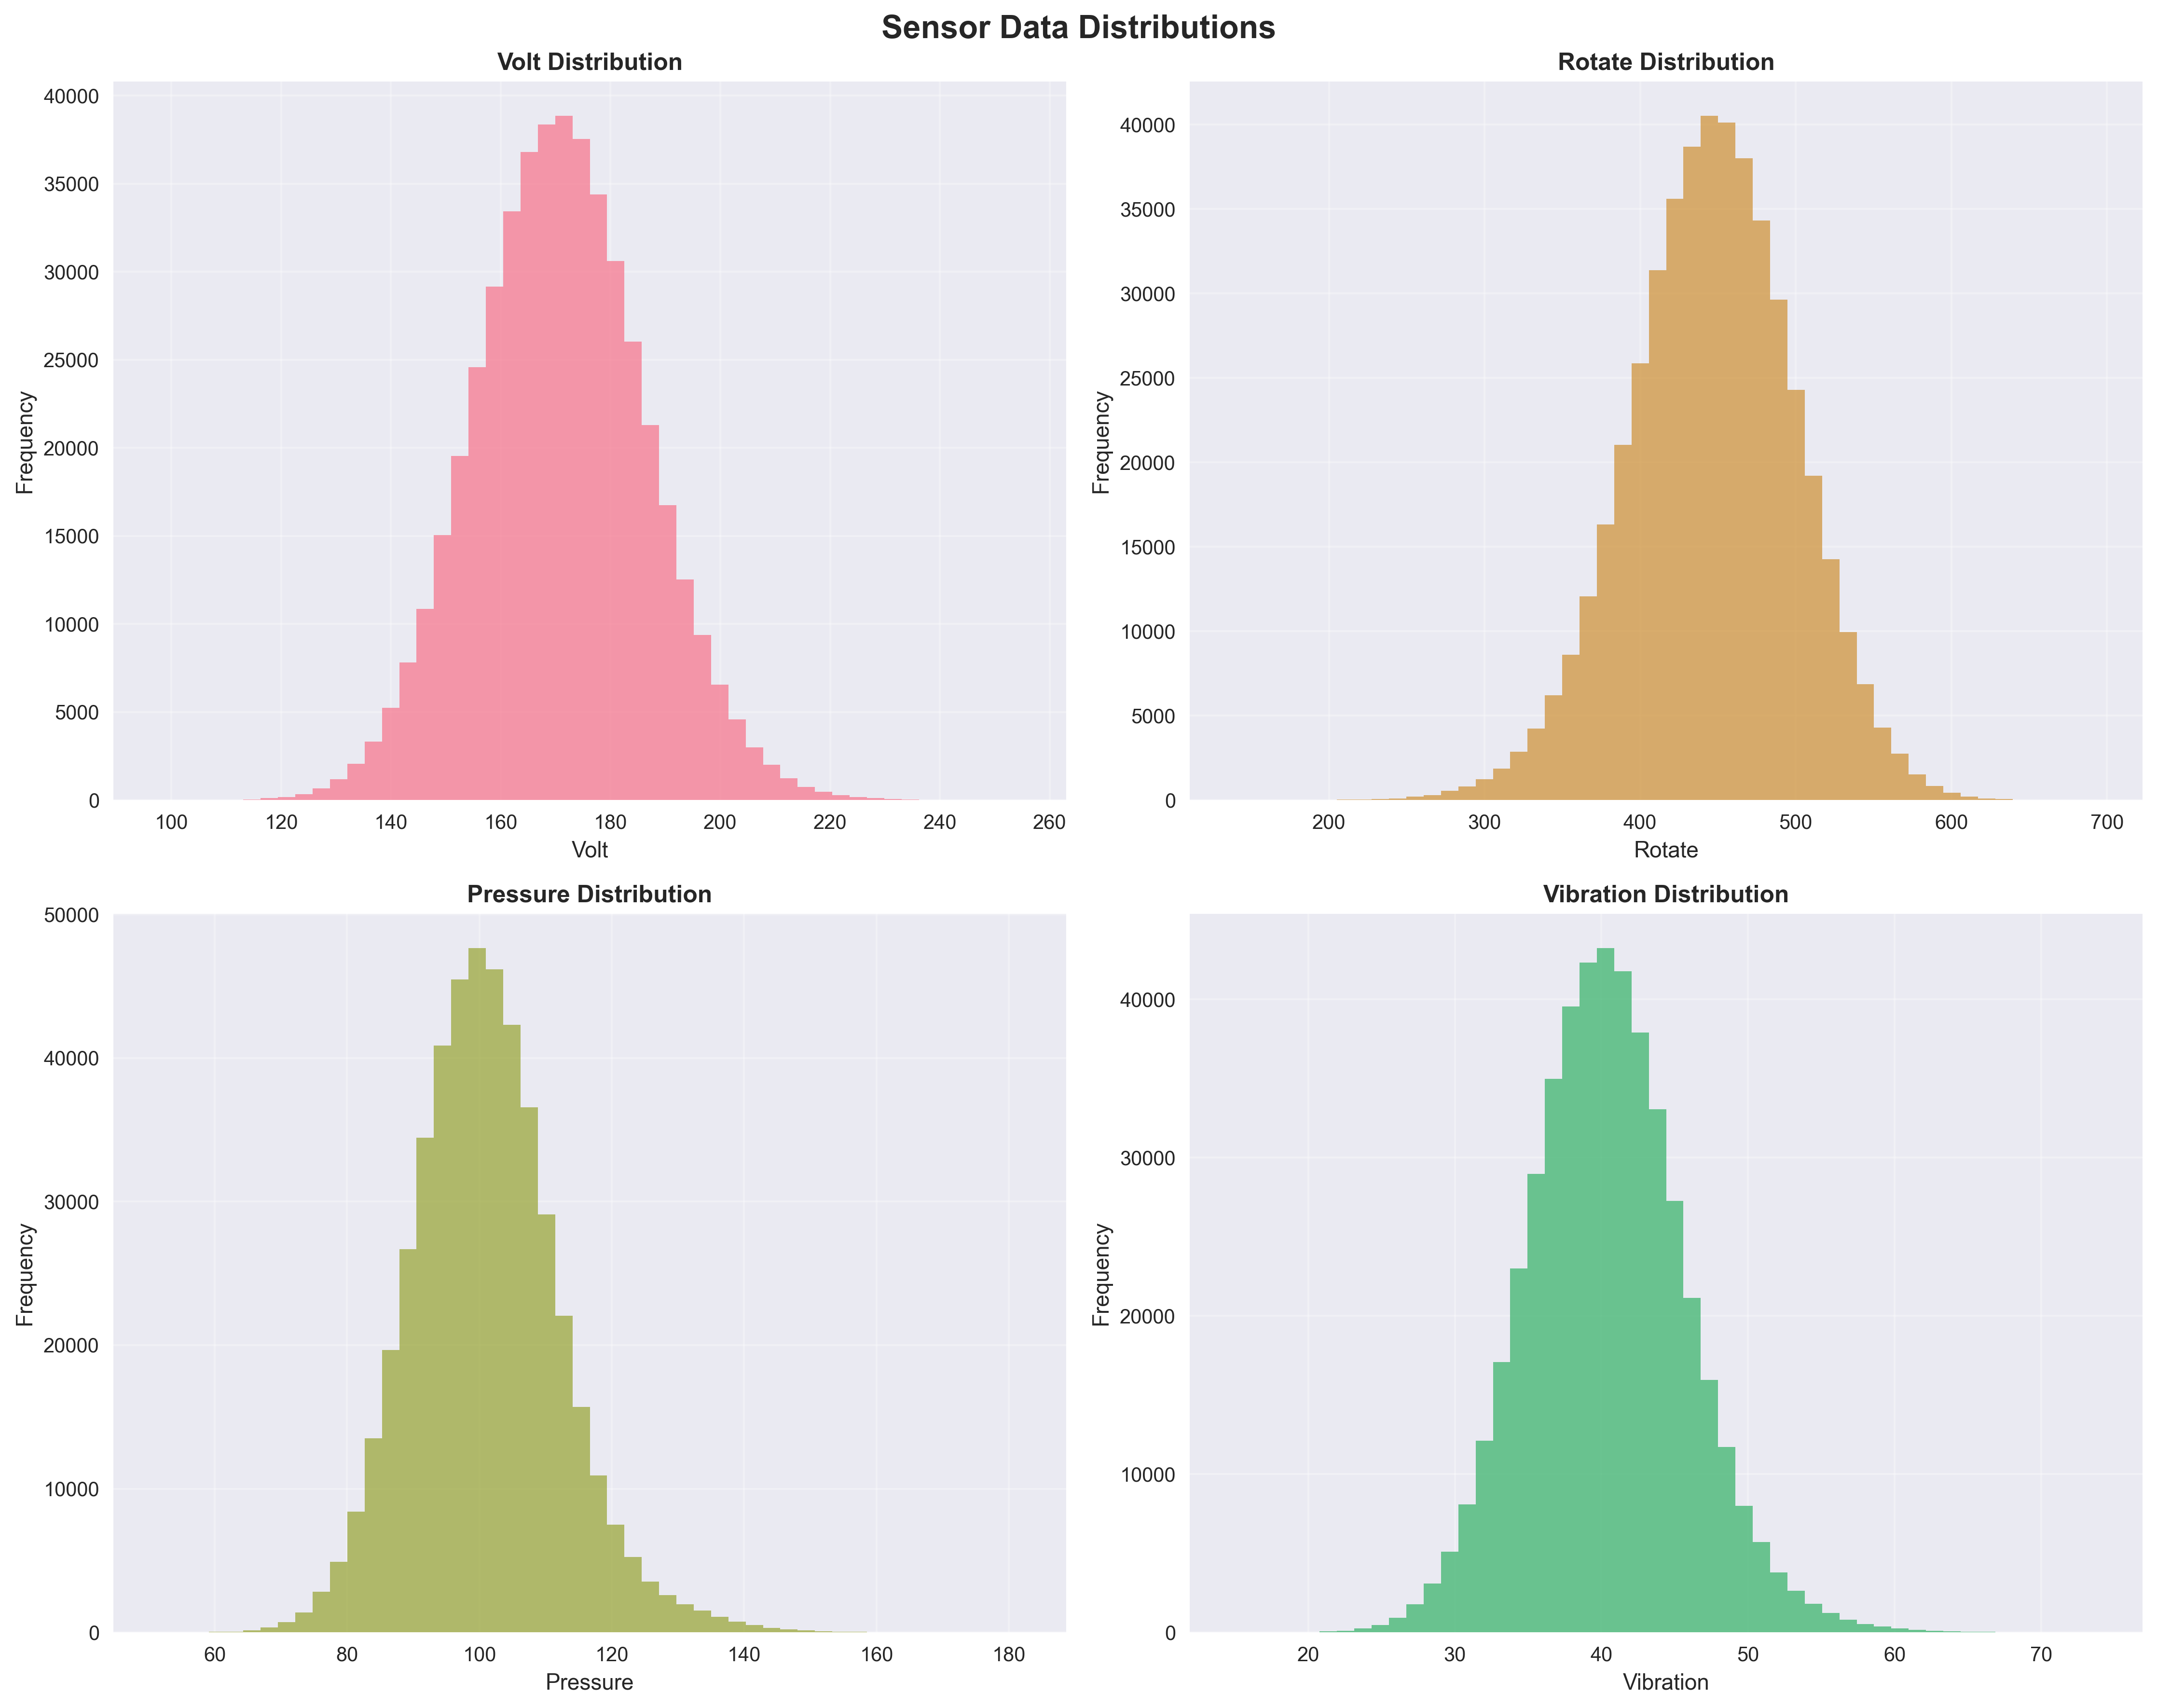 Sensor Data Distributions
Volt Distribution
40000
35000
30000
25000
20000
15000
10000
5000
0
Frequency
100 120 140 160 180 200 220 240 260
Volt
Rotate Distribution
40000
35000
30000
25000
20000
15000
10000
5000
0
Frequency
200 300 400 500 600 700
Rotate
Pressure Distribution
50000
40000
30000
20000
10000
0
Frequency
60 80 100 120 140 160 180
Pressure
Vibration Distribution
40000
30000
20000
10000
0
Frequency
20 30 40 50 60 70
Vibration